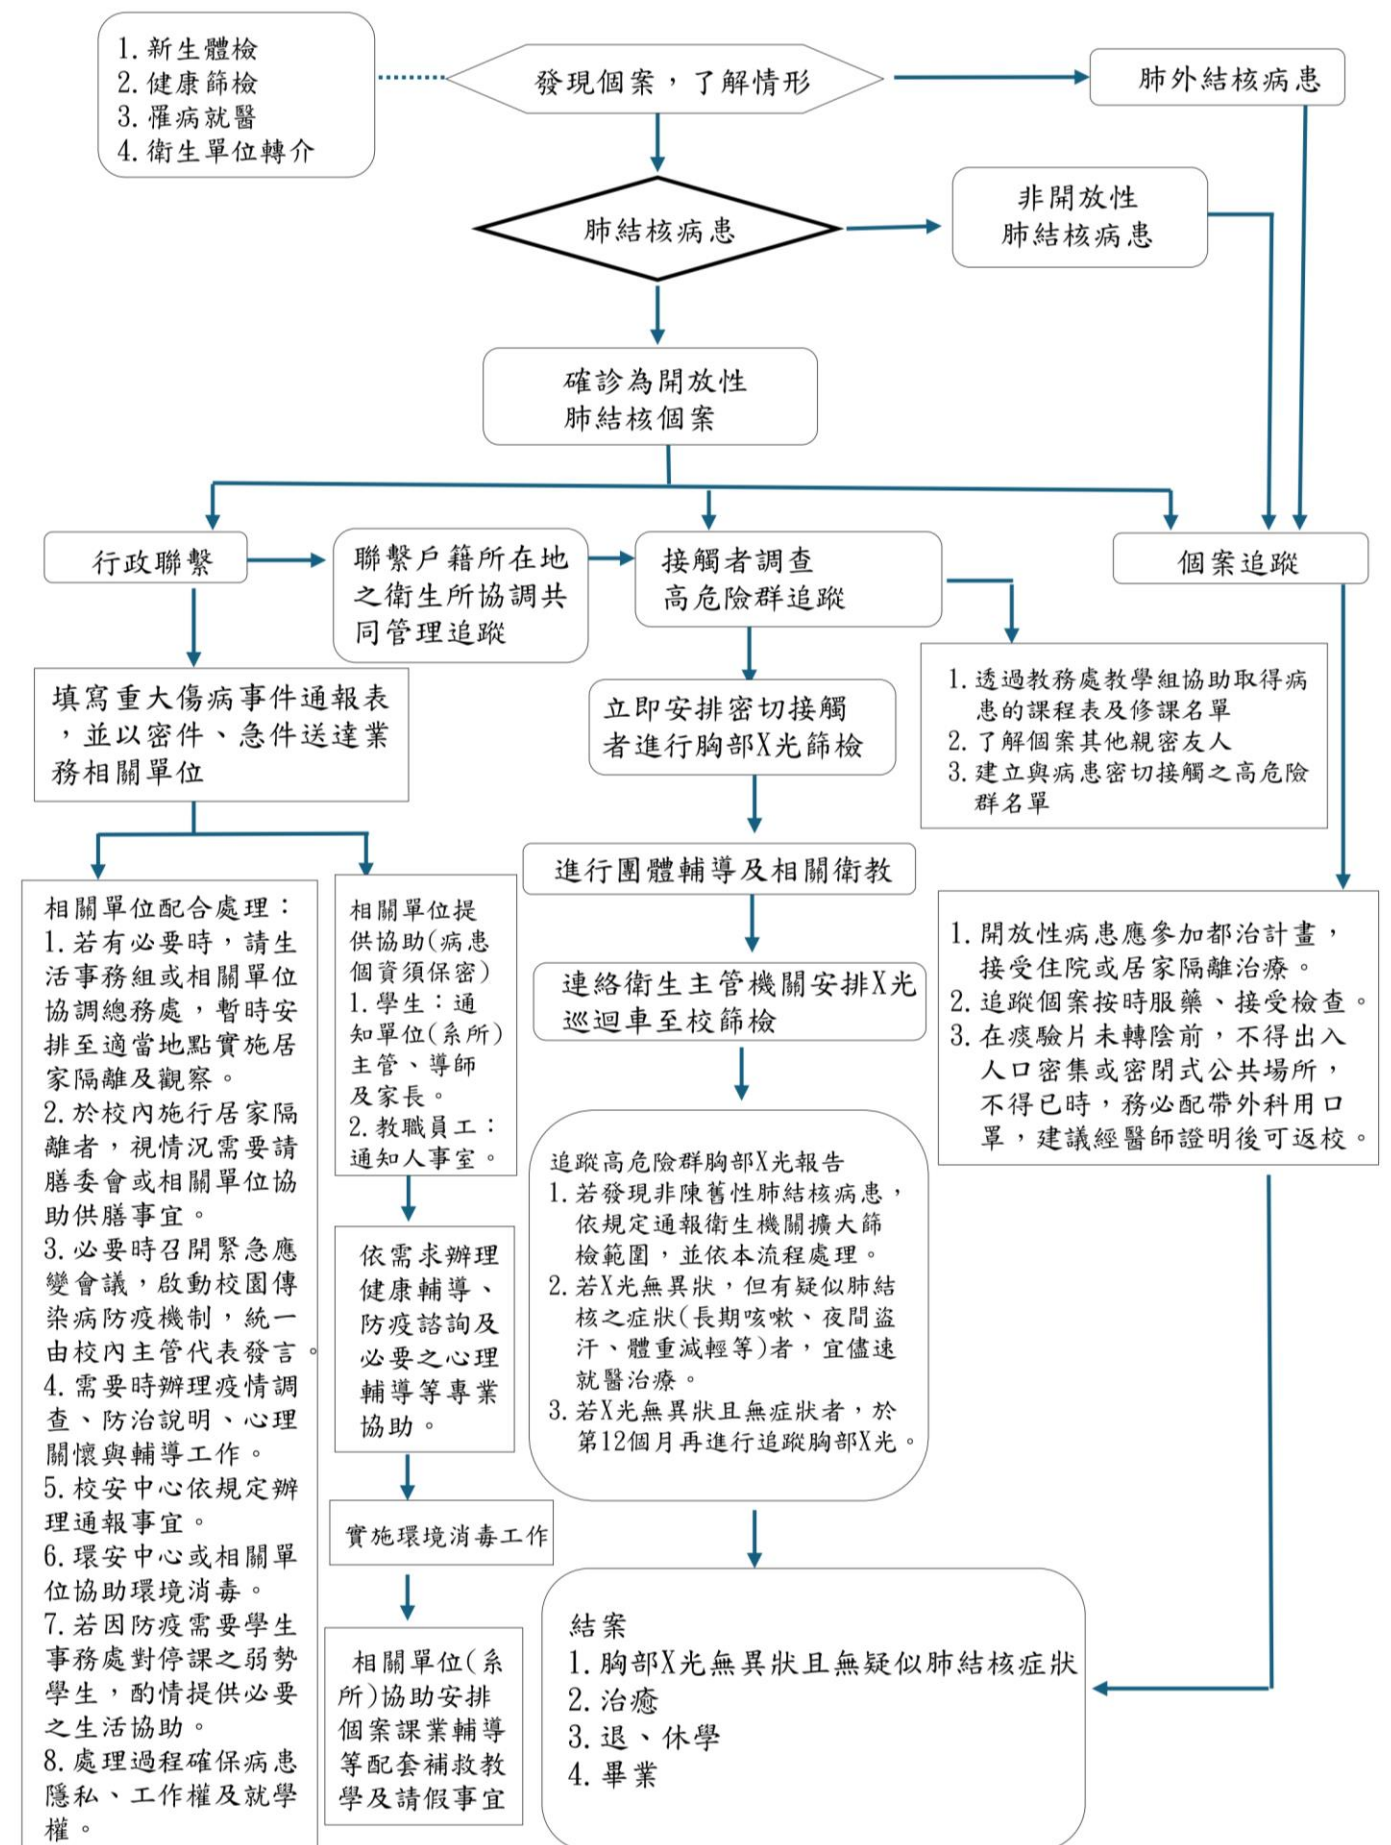 1. 新生體檢
2. 健康篩檢
3. 罹病就醫
4. 衛生單位轉介
發現個案，了解情形
肺外結核病患
肺結核病患
非開放性
肺結核病患
確診為開放性
肺結核個案
行政聯繫
聯繫戶籍所在地
之衛生所協調共
同管理追蹤
接觸者調查
高危險群追蹤
個案追蹤
填寫重大傷病事件通報表
，並以密件、急件送達業
務相關單位
立即安排密切接觸
者進行胸部X光篩檢
1. 透過教務處教學組協助取得病
患的課程表及修課名單
2. 了解個案其他親密友人
3. 建立與病患密切接觸之高危險
群名單
進行團體輔導及相關衛教
連絡衛生主管機關安排X光
巡迴車至校篩檢
相關單位配合處理：
1. 若有必要時，請生
活事務組或相關單位
協調總務處，暫時安
排至適當地點實施居
家隔離及觀察。
2. 於校內施行居家隔
離者，視情況需要請
膳委會或相關單位協
助供膳事宜。
3. 必要時召開緊急應
變會議，啟動校園傳
染病防疫機制，統一
由校內主管代表發言。
4. 需要時辦理疫情調
查、防治說明、心理
關懷與輔導工作。
5. 校安中心依規定辦
理通報事宜。
6. 環安中心或相關單
位協助環境消毒。
7. 若因防疫需要學生
事務處對停課之弱勢
學生，酌情提供必要
之生活協助。
8. 處理過程確保病患
隱私、工作權及就學
權。
相關單位提
供協助(病患
個資須保密)
1. 學生：通
知單位(系所)
主管、導師
及家長。
2. 教職員工：
通知人事室。
依需求辦理
健康輔導、
防疫諮詢及
必要之心理
輔導等專業
協助。
實施環境消毒工作
相關單位(系
所)協助安排
個案課業輔導
等配套補救教
學及請假事宜
追蹤高危險群胸部X光報告
1. 若發現非陳舊性肺結核病患，
依規定通報衛生機關擴大篩
檢範圍，並依本流程處理。
2. 若X光無異狀，但有疑似肺結
核之症狀(長期咳嗽、夜間盜
汗、體重減輕等)者，宜儘速
就醫治療。
3. 若X光無異狀且無症狀者，於
第12個月再進行追蹤胸部X光。
1. 開放性病患應參加都治計畫，
接受住院或居家隔離治療。
2. 追蹤個案按時服藥、接受檢查。
3. 在痰驗片未轉陰前，不得出入
人口密集或密閉式公共場所，
不得已時，務必配帶外科用口
罩，建議經醫師證明後可返校。
結案
1. 胸部X光無異狀且無疑似肺結核症狀
2. 治癒
3. 退、休學
4. 畢業